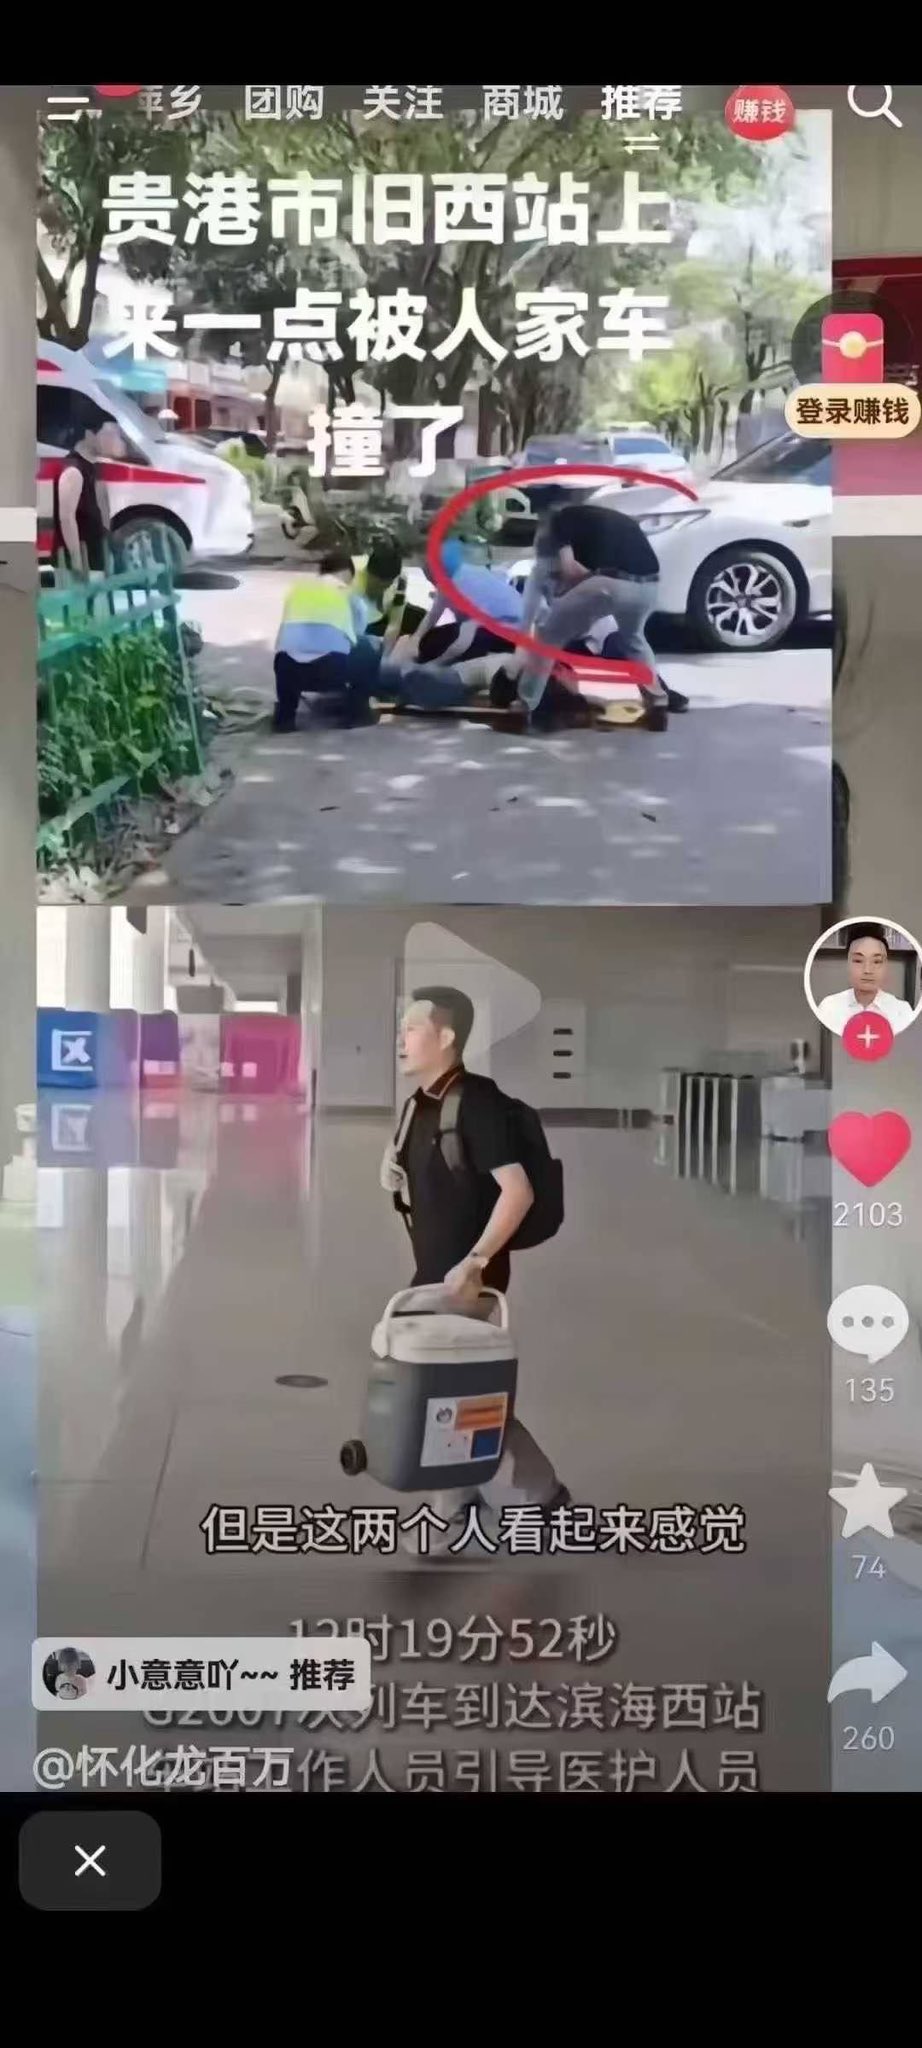 萍乡 团购 关注 商城 推荐 赚钱
贵港市旧西站上
来一点被人家车
撞了
登录赚钱
区
2103
135
但是这两个人看起来感觉
74
12时19分52秒
小意意吖~~ 推荐
次列车到达滨海西站
260
@怀化龙百万
工作人员引导医护人员